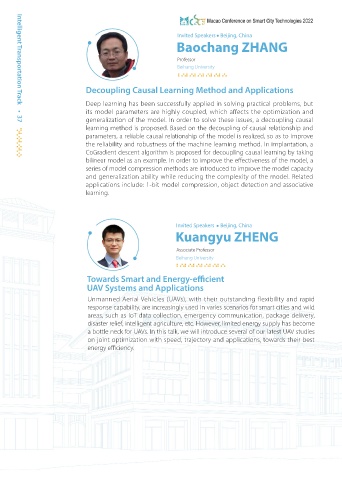 Macao Conference on Smart City Technologies 2022
Intelligent Transportation Track • 37
Invited Speakers • Beijing, China
Baochang ZHANG
Professor
Beihang University
Decoupling Causal Learning Method and Applications
Deep learning has been successfully applied in solving practical problems, but
its model parameters are highly coupled, which affects the optimization and
generalization of the model. In order to solve these issues, a decoupling causal
learning method is proposed. Based on the decoupling of causal relationship and
parameters, a reliable causal relationship of the model is realized, so as to improve
the reliability and robustness of the machine learning method. In implantation, a
CoGradient descent algorithm is proposed for decoupling causal learning by taking
bilinear model as an example. In order to improve the effectiveness of the model, a
series of model compression methods are introduced to improve the model capacity
and generalization ability while reducing the complexity of the model. Related
applications include: 1-bit model compression, object detection and associative
learning.
Invited Speakers • Beijing, China
Kuangyu ZHENG
Associate Professor
Beihang University
Towards Smart and Energy-efficient
UAV Systems and Applications
Unmanned Aerial Vehicles (UAVs), with their outstanding flexibility and rapid
response capability, are increasingly used in varies scenarios for smart cities and wild
areas, such as IoT data collection, emergency communication, package delivery,
disaster relief, intelligent agriculture, etc. However, limited energy supply has become
a bottle neck for UAVs. In this talk, we will introduce several of our latest UAV studies
on joint optimization with speed, trajectory and applications, towards their best
energy efficiency.